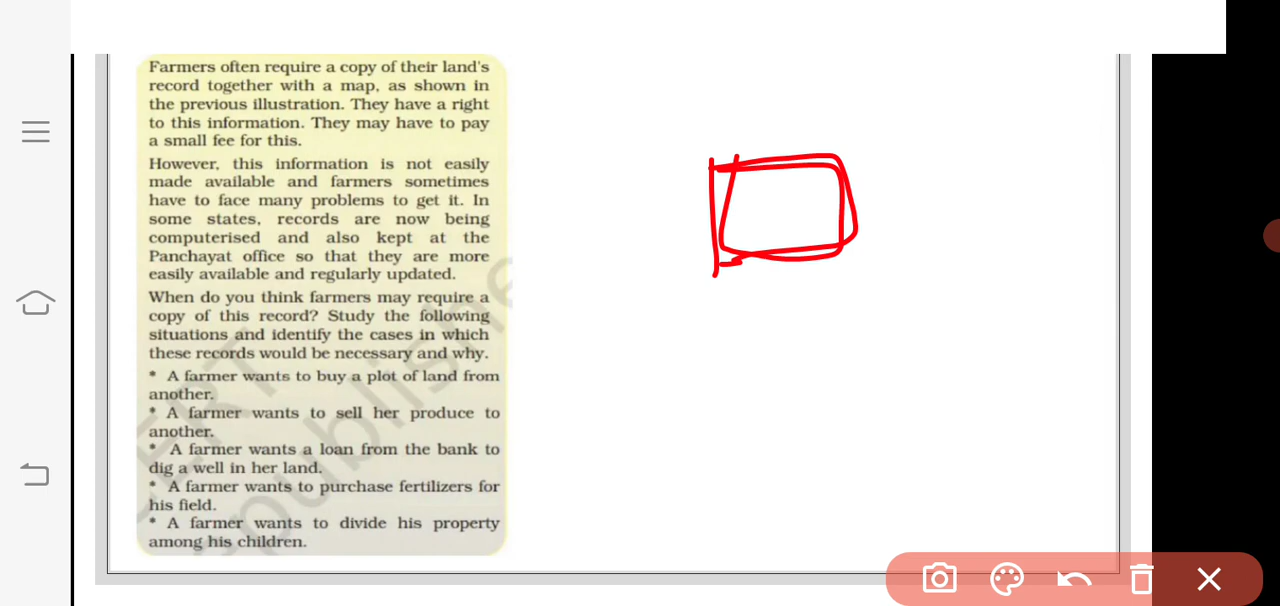 Farmers often require a copy of their land's
record together with a map, as shown in
the previous illustration. They have a right
to this information. They may have to pay
a small fee for this.
However, this information is not easily
made available and farmers sometimes
have to face many problems to get it. In
some states, records are now being
computerised and also kept at the
Panchayat office so that they are more
easily available and regularly updated.
When do you think farmers may require a
copy of this record? Study the following
situations and identify the cases in which
these records would be necessary and why.
* A farmer wants to buy a plot of land from
another.
* A farmer wants to sell her produce to
another.
* A farmer wants a loan from the bank to
dig a well in her land.
* A farmer wants to purchase fertilizers for
his field.
* A farmer wants to divide his property
among his children.